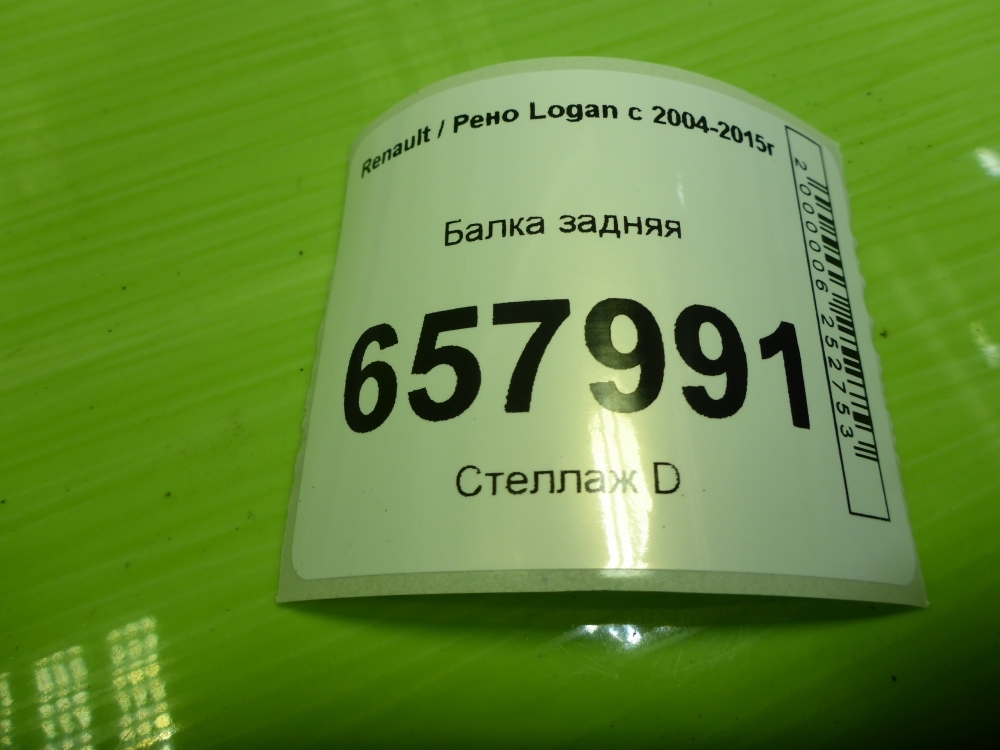 Renault / Рено Logan с 2004-2015г
Балка задняя
657991
Стеллаж D
2000006252753